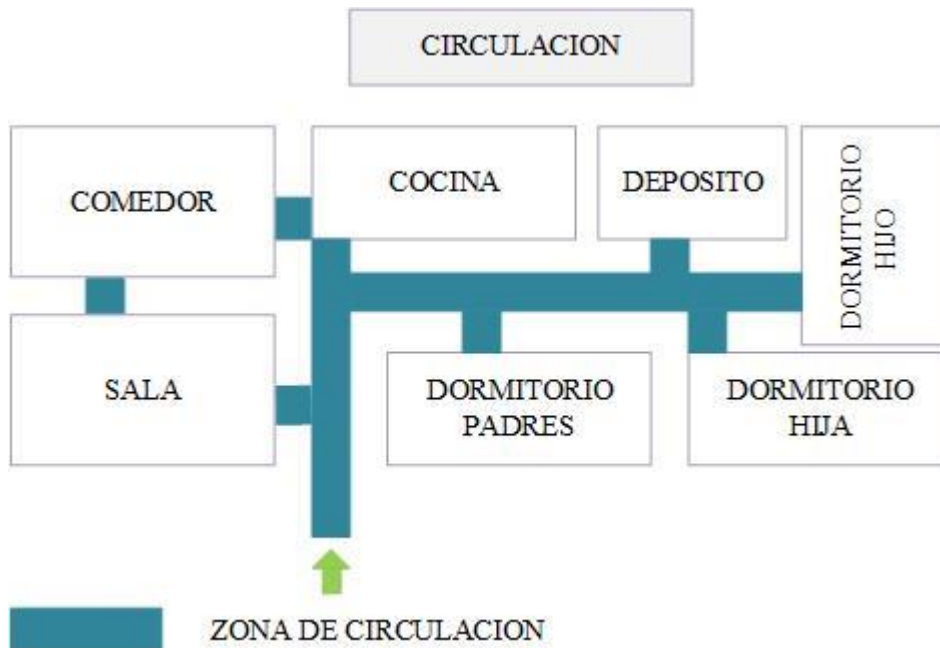 CIRCULACION
COMEDOR
COCINA
DEPOSITO
DORMITORIO
HIJO
SALA
DORMITORIO
PADRES
DORMITORIO
HIJA
ZONA DE CIRCULACION